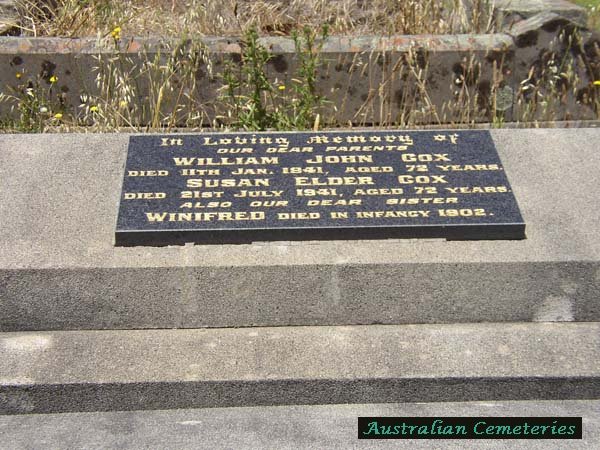 In Loving Memory of
OUR DEAR PARENTS
WILLIAM JOHN COX
DIED 11TH JAN. 1941, AGED 72 YEARS.
SUSAN ELDER COX
DIED 21ST JULY 1941, AGED 72 YEARS.
ALSO OUR DEAR SISTER
WINIFRED DIED IN INFANCY 1902.
Australian Cemeteries